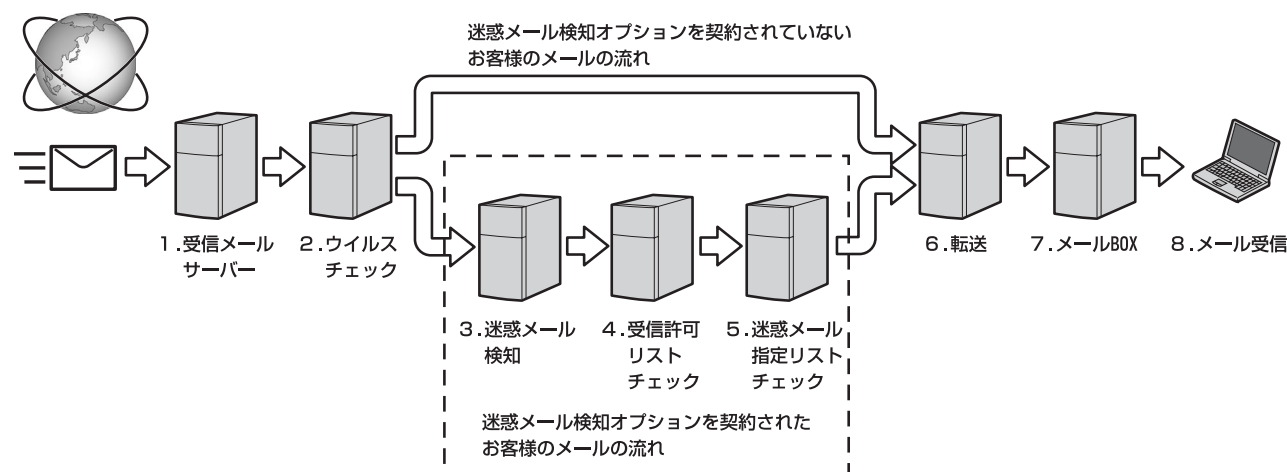 迷惑メール検知オプションを契約されていない
お客様のメールの流れ
1.受信メール
サーバー
2.ウイルス
チェック
3.迷惑メール
検知
4.受信許可
リスト
チェック
5.迷惑メール
指定リスト
チェック
6.転送
7.メールBOX
8.メール受信
迷惑メール検知オプションを契約された
お客様のメールの流れ